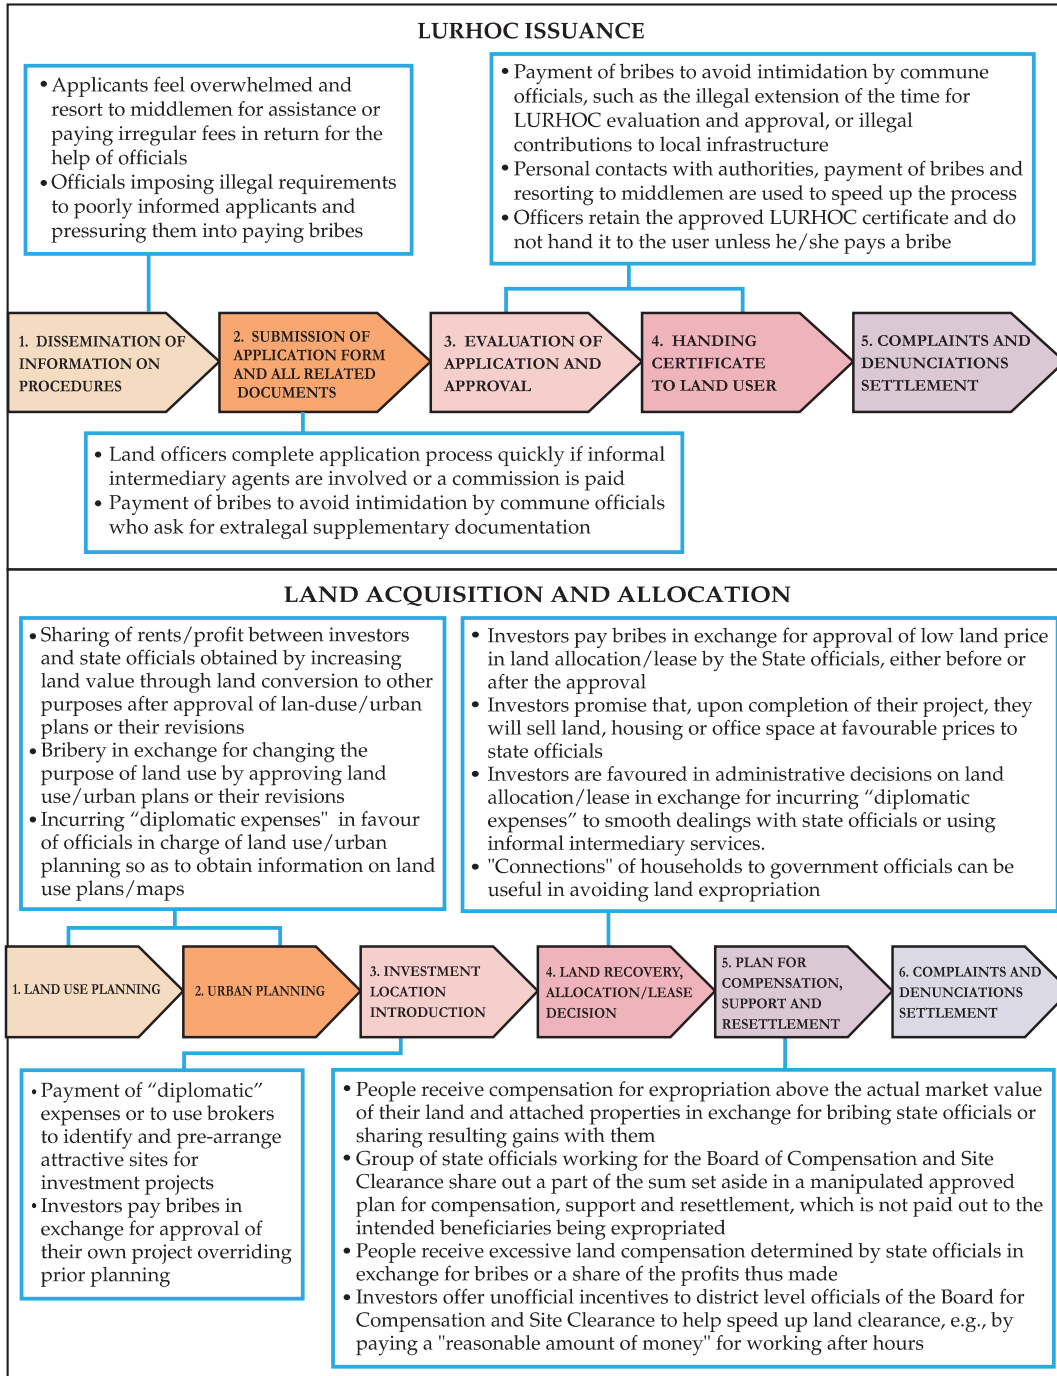 LURHOC ISSUANCE
• Applicants feel overwhelmed and
resort to middlemen for assistance or
paying irregular fees in return for the
help of officials
• Officials imposing illegal requirements
to poorly informed applicants and
pressuring them into paying bribes
• Payment of bribes to avoid intimidation by commune
officials, such as the illegal extension of the time for
LURHOC evaluation and approval, or illegal
contributions to local infrastructure
• Personal contacts with authorities, payment of bribes and
resorting to middlemen are used to speed up the process
• Officers retain the approved LURHOC certificate and do
not hand it to the user unless he/she pays a bribe
1. DISSEMINATION OF
INFORMATION ON
PROCEDURES
2. SUBMISSION OF
APPLICATION FORM
AND ALL RELATED
DOCUMENTS
3. EVALUATION OF
APPLICATION AND
APPROVAL
4. HANDING
CERTIFICATE
TO LAND USER
5. COMPLAINTS AND
DENUNCIATIONS
SETTLEMENT
• Land officers complete application process quickly if informal
intermediary agents are involved or a commission is paid
• Payment of bribes to avoid intimidation by commune officials
who ask for extralegal supplementary documentation
LAND ACQUISITION AND ALLOCATION
• Sharing of rents/profit between investors
and state officials obtained by increasing
land value through land conversion to other
purposes after approval of lan-duse/urban
plans or their revisions
• Bribery in exchange for changing the
purpose of land use by approving land
use/urban plans or their revisions
• Incurring “diplomatic expenses" in favour
of officials in charge of land use/urban
planning so as to obtain information on land
use plans/maps
• Investors pay bribes in exchange for approval of low land price
in land allocation/lease by the State officials, either before or
after the approval
• Investors promise that, upon completion of their project, they
will sell land, housing or office space at favourable prices to
state officials
• Investors are favoured in administrative decisions on land
allocation/lease in exchange for incurring “diplomatic
expenses” to smooth dealings with state officials or using
informal intermediary services.
• "Connections" of households to government officials can be
useful in avoiding land expropriation
1. LAND USE PLANNING
2. URBAN PLANNING
3. INVESTMENT
LOCATION
INTRODUCTION
4. LAND RECOVERY,
ALLOCATION/LEASE
DECISION
5. PLAN FOR
COMPENSATION,
SUPPORT AND
RESETTLEMENT
6. COMPLAINTS AND
DENUNCIATIONS
SETTLEMENT
• Payment of “diplomatic”
expenses or to use brokers
to identify and pre-arrange
attractive sites for
investment projects
• Investors pay bribes in
exchange for approval of
their own project overriding
prior planning
• People receive compensation for expropriation above the actual market value
of their land and attached properties in exchange for bribing state officials or
sharing resulting gains with them
• Group of state officials working for the Board of Compensation and Site
Clearance share out a part of the sum set aside in a manipulated approved
plan for compensation, support and resettlement, which is not paid out to the
intended beneficiaries being expropriated
• People receive excessive land compensation determined by state officials in
exchange for bribes or a share of the profits thus made
• Investors offer unofficial incentives to district level officials of the Board for
Compensation and Site Clearance to help speed up land clearance, e.g., by
paying a "reasonable amount of money" for working after hours